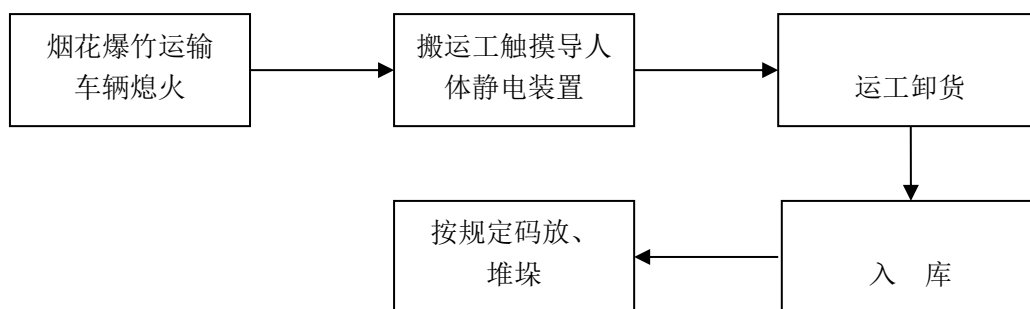 烟花爆竹运输
车辆熄火
搬运工触摸导人
体静电装置
运工卸货
入 库
按规定码放、
堆垛